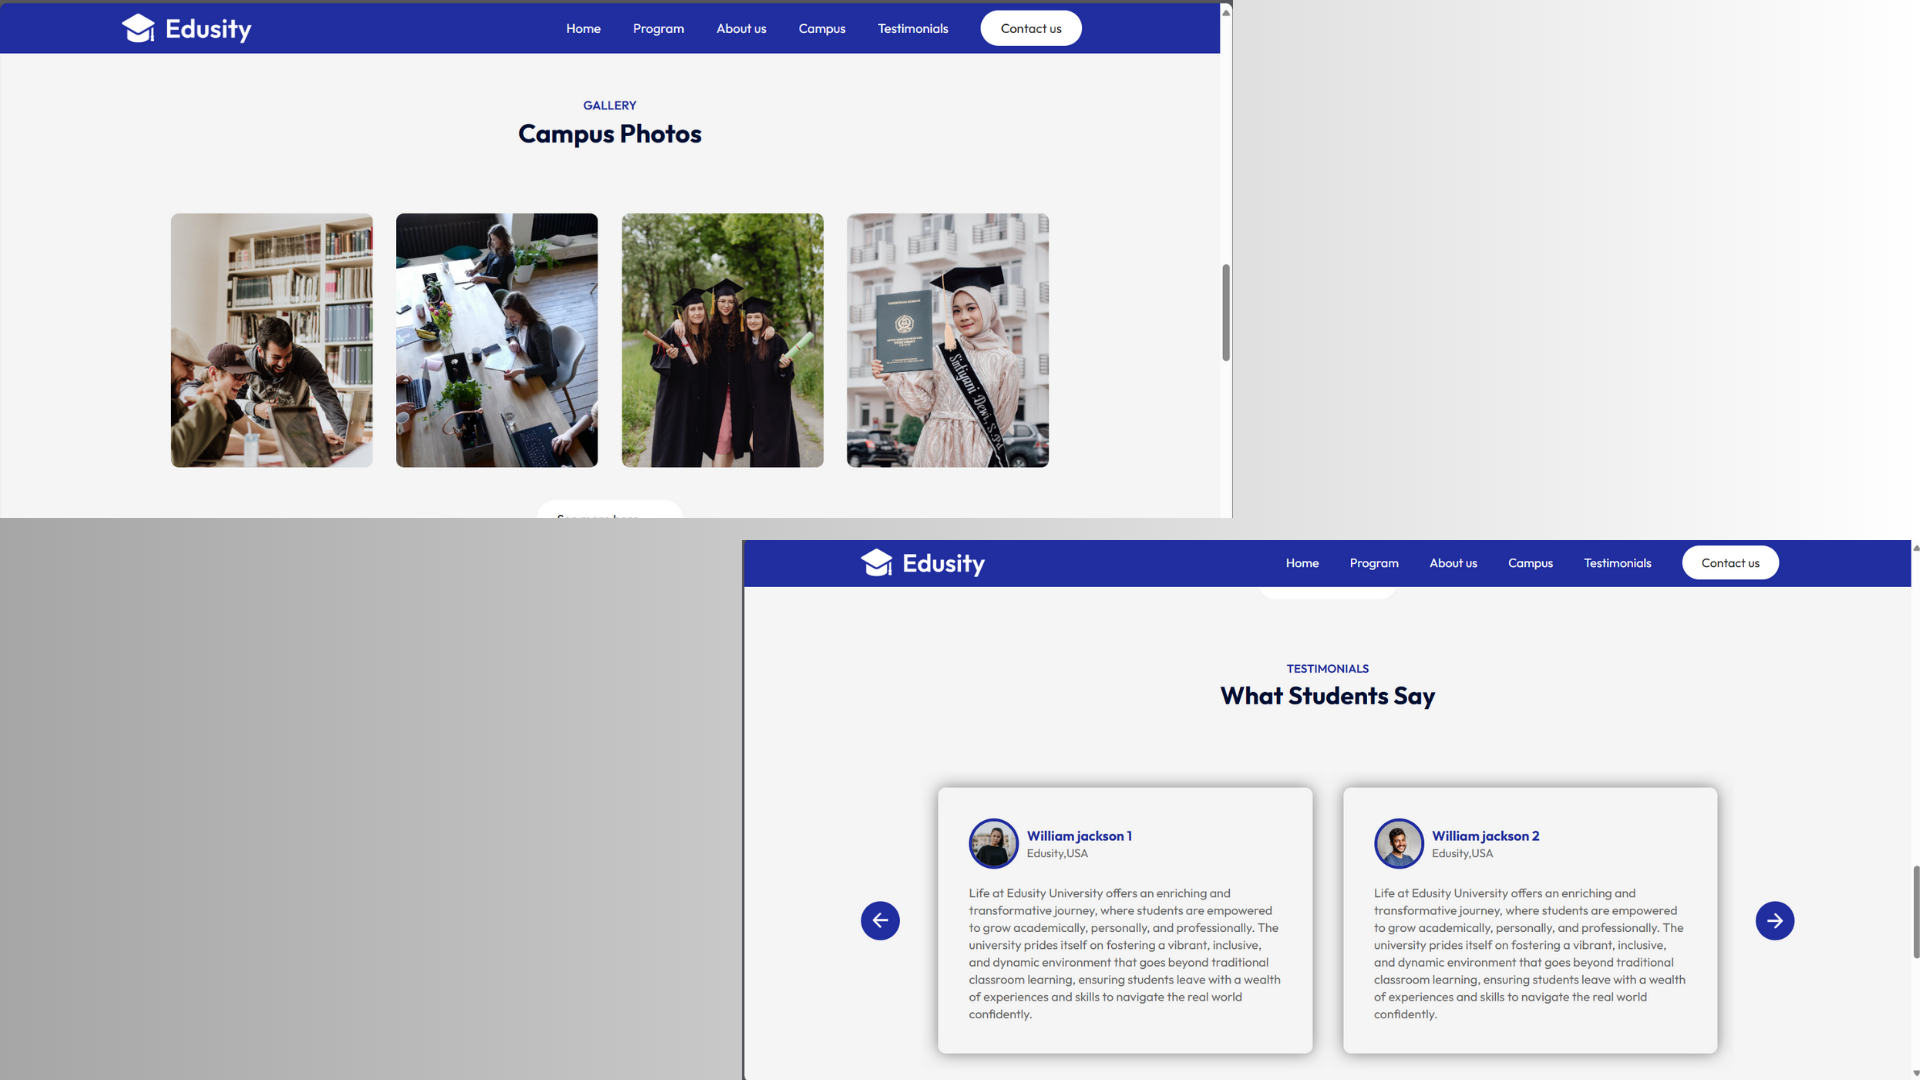 Edusity
Home Program About us Campus Testimonials Contact us
GALLERY
Campus Photos
Sintiyani Dewi, S.Pd
Edusity
Home Program About us Campus Testimonials Contact us
TESTIMONIALS
What Students Say
William jackson 1
Edusity,USA
Life at Edusity University offers an enriching and
transformative journey, where students are empowered
to grow academically, personally, and professionally. The
university prides itself on fostering a vibrant, inclusive,
and dynamic environment that goes beyond traditional
classroom learning, ensuring students leave with a wealth
of experiences and skills to navigate the real world
confidently.
William jackson 2
Edusity,USA
Life at Edusity University offers an enriching and
transformative journey, where students are empowered
to grow academically, personally, and professionally. The
university prides itself on fostering a vibrant, inclusive,
and dynamic environment that goes beyond traditional
classroom learning, ensuring students leave with a wealth
of experiences and skills to navigate the real world
confidently.